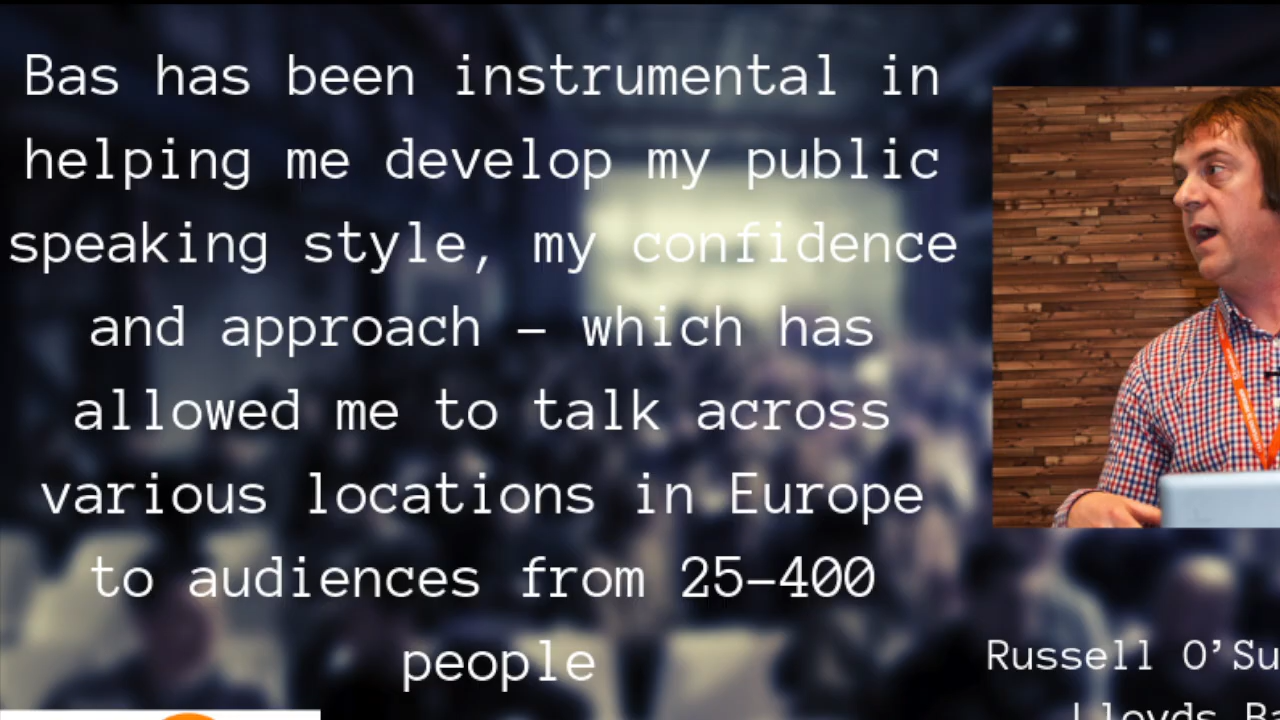 Bas has been instrumental in
helping me develop my public
speaking style, my confidence
and approach – which has
allowed me to talk across
various locations in Europe
to audiences from 25–400
people
Russell